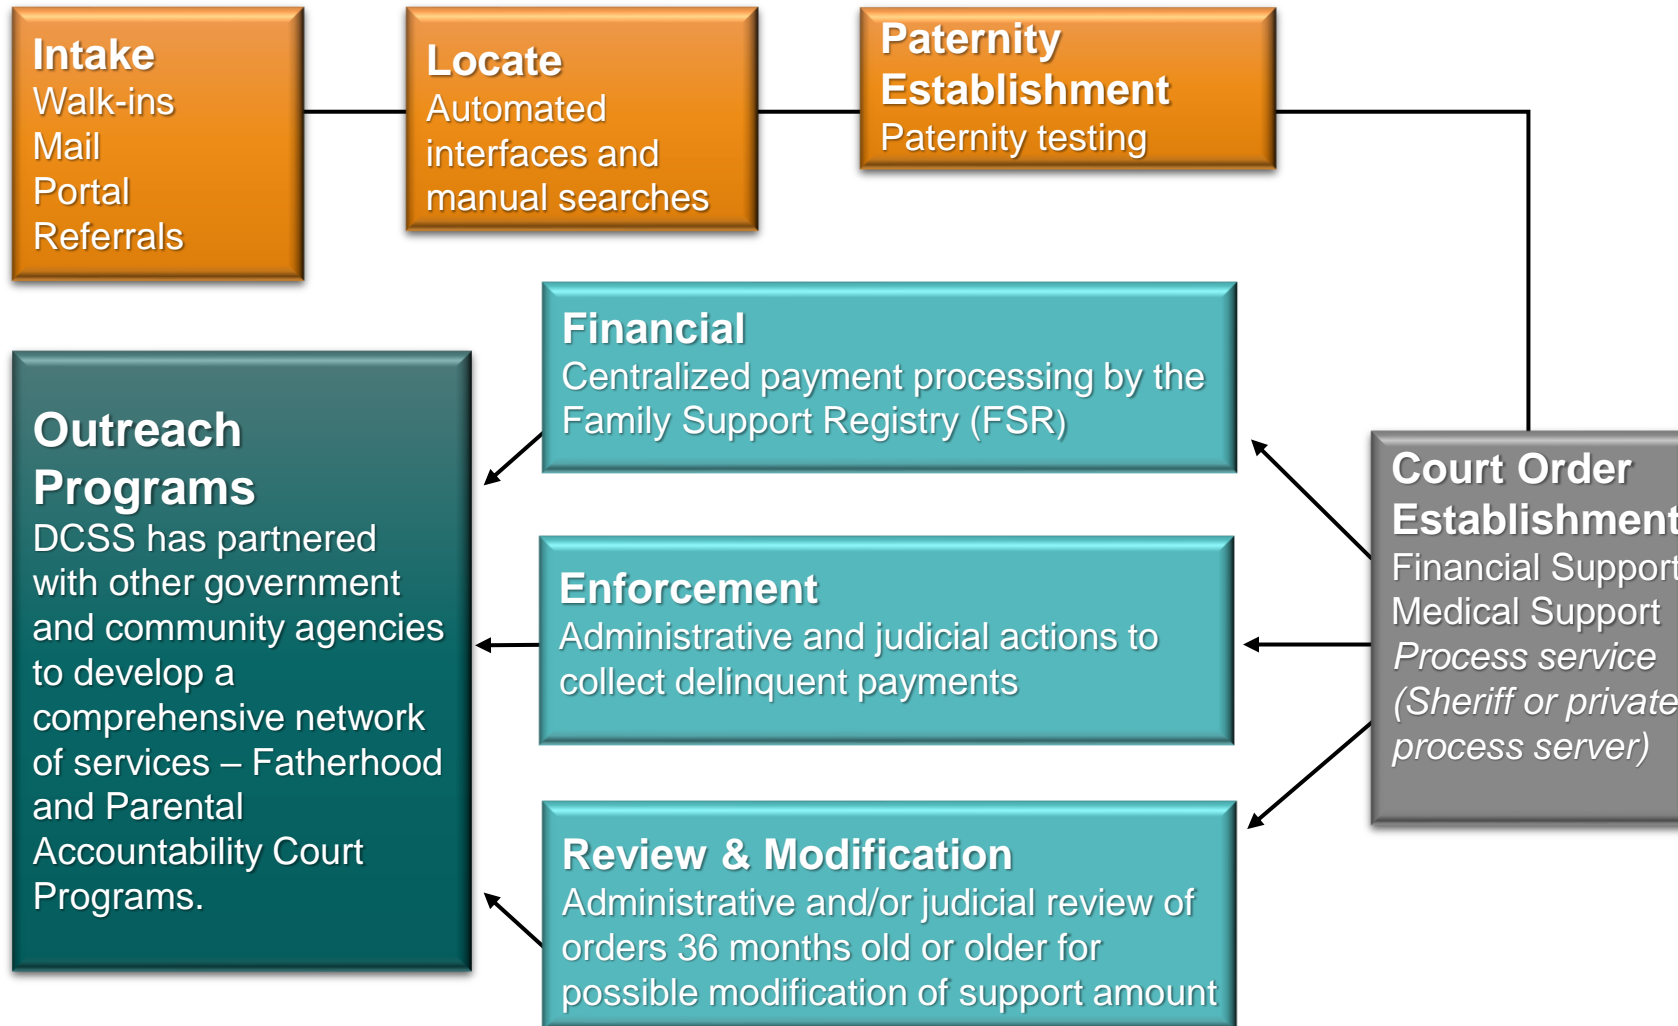 Intake
Walk-ins
Mail
Portal
Referrals
Locate
Automated
interfaces and
manual searches
Paternity
Establishment
Paternity testing
Court Order
Establishment
Financial Support
Medical Support
Process service
(Sheriff or private
process server)
Financial
Centralized payment processing by the
Family Support Registry (FSR)
Enforcement
Administrative and judicial actions to
collect delinquent payments
Review & Modification
Administrative and/or judicial review of
orders 36 months old or older for
possible modification of support amount
Outreach
Programs
DCSS has partnered
with other government
and community agencies
to develop a
comprehensive network
of services – Fatherhood
and Parental
Accountability Court
Programs.